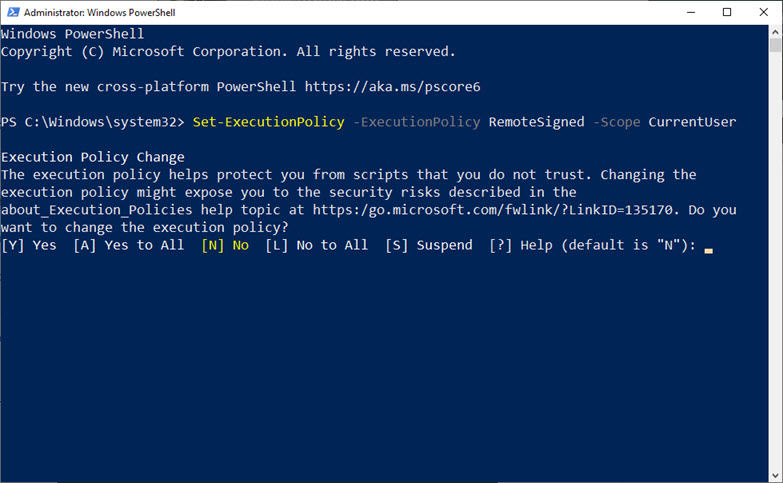 Administrator: Windows PowerShell
Windows PowerShell
Copyright (C) Microsoft Corporation. All rights reserved.
Try the new cross-platform PowerShell https://aka.ms/pscore6
PS C:\Windows\system32> Set-ExecutionPolicy -ExecutionPolicy RemoteSigned -Scope CurrentUser
Execution Policy Change
The execution policy helps protect you from scripts that you do not trust. Changing the
execution policy might expose you to the security risks described in the
about_Execution_Policies help topic at https:/go.microsoft.com/fwlink/?LinkID=135170. Do you
want to change the execution policy?
[Y] Yes  [A] Yes to All  [N] No  [L] No to All  [S] Suspend  [?] Help (default is "N"):